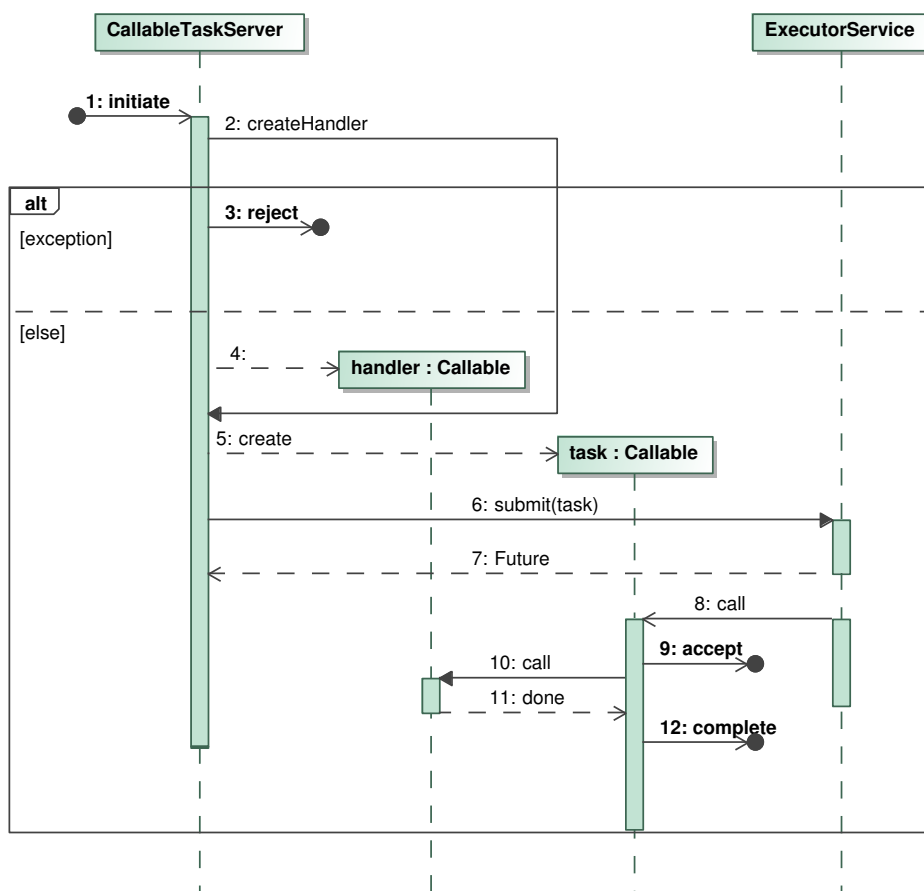 CallableTaskServer
ExecutorService
1: initiate
2: createHandler
alt
3: reject
[exception]
[else]
4:
handler : Callable
5: create
task : Callable
6: submit(task)
7: Future
8: call
9: accept
10: call
11: done
12: complete